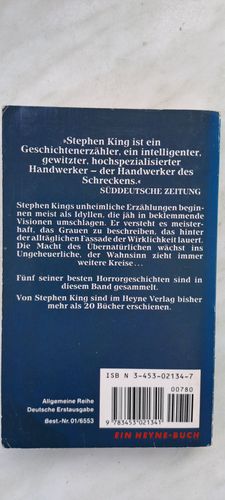 »Stephen King ist ein
Geschichtenerzähler, ein intelligenter,
gewitzter, hochspezialisierter
Handwerker – der Handwerker des
Schreckens.«
SÜDDEUTSCHE ZEITUNG
Stephen Kings unheimliche Erzählungen begin-
nen meist als Idyllen, die jäh in beklemmende
Visionen umschlagen. Er versteht es meister-
haft, das Grauen zu beschreiben, das hinter
der alltäglichen Fassade der Wirklichkeit lauert.
Die Macht des Übernatürlichen wächst ins
Ungeheuerliche, der Wahnsinn zieht immer
weitere Kreise...
Fünf seiner besten Horrorgeschichten sind in
diesem Band gesammelt.
Von Stephen King sind im Heyne Verlag bisher
mehr als 20 Bücher erschienen.
ISBN 3-453-02134-7
00780
9 783453 021341
Allgemeine Reihe
Deutsche Erstausgabe
Best.-Nr. 01/6553
EIN HEYNE-BUCH